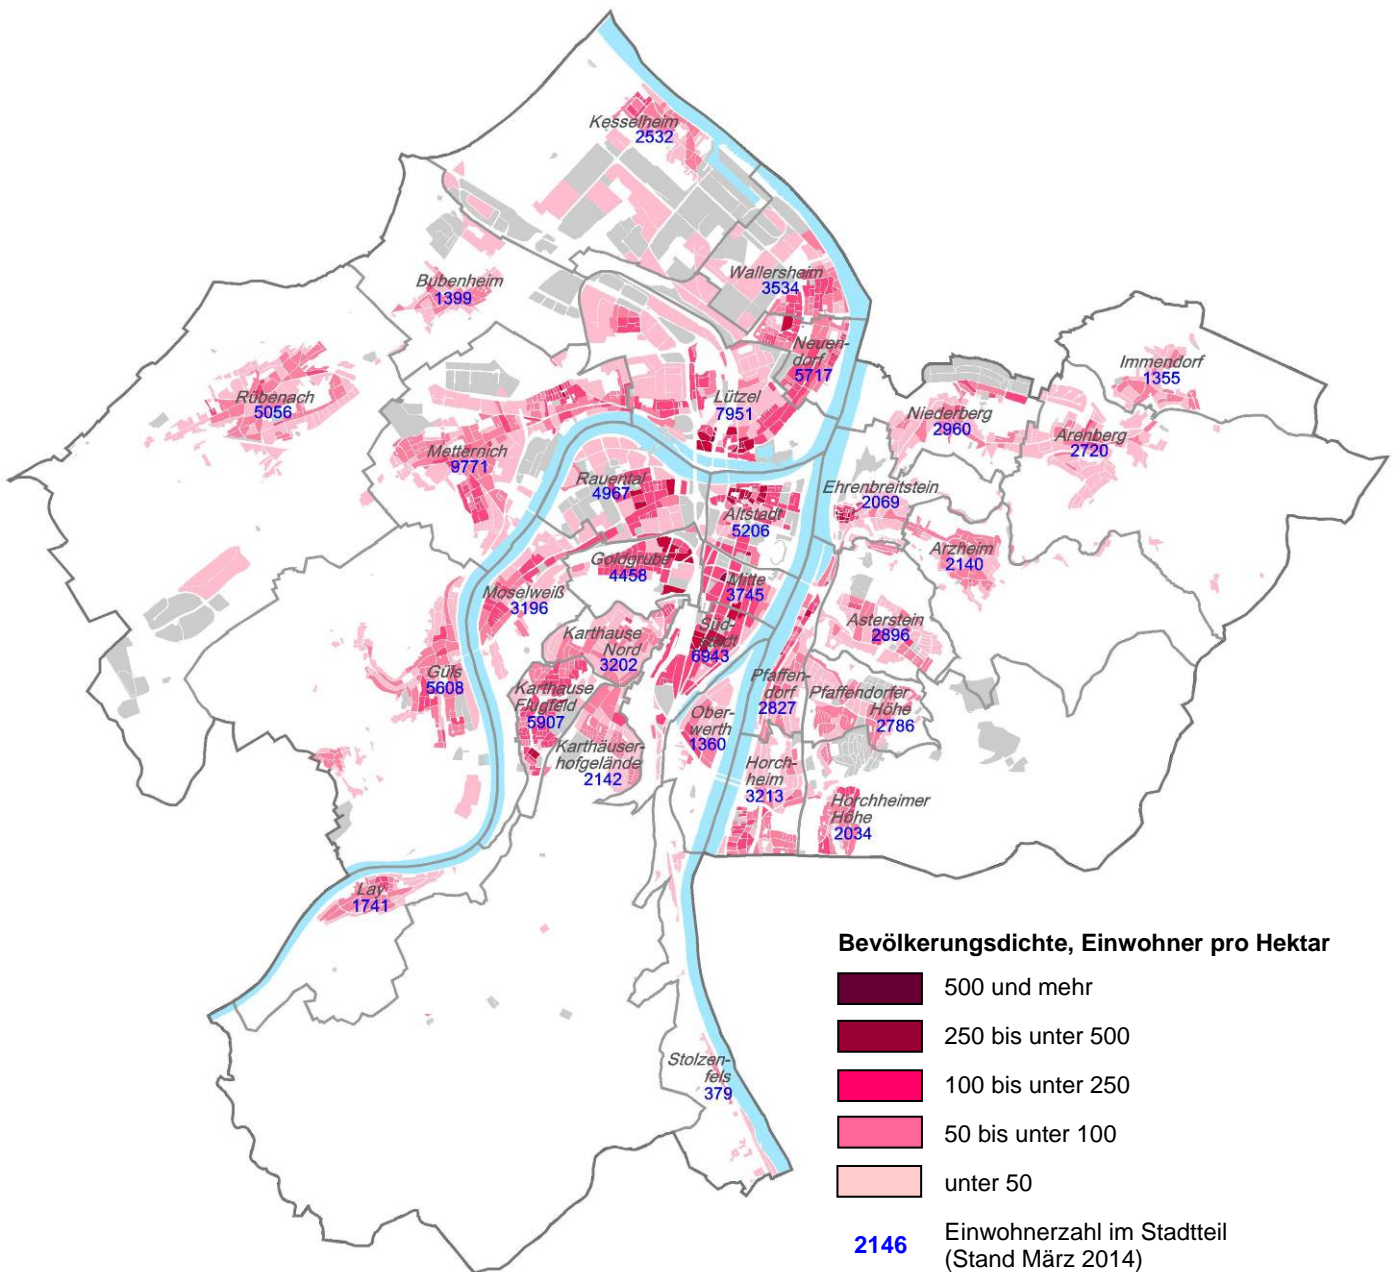 Kesselheim
2532
Wallersheim
3534
Bubenheim
1399
Neuen-
dorf
5717
Immendorf
1355
Rübenach
5056
Lützel
7951
Niederberg
2960
Arenberg
2720
Metternich
9771
Rauental
4967
Ehrenbreitstein
2069
Altstadt
5206
Arzheim
2140
Goldgrube
4458
Mitte
3745
Moselweiß
3196
Asterstein
2896
Süd-
stadt
6943
Karthause
Nord
3202
Güls
5608
Karthause
Flugfeld
5907
Pfaffen-
dorf
2827
Pfaffendorfer
Höhe
2786
Ober-
werth
1360
Karthäuser-
hofgelände
2142
Horch-
heim
3213
Horchheimer
Höhe
2034
Lay
1741
Stolzen-
fels
379
Bevölkerungsdichte, Einwohner pro Hektar
500 und mehr
250 bis unter 500
100 bis unter 250
50 bis unter 100
unter 50
2146 Einwohnerzahl im Stadtteil
(Stand März 2014)